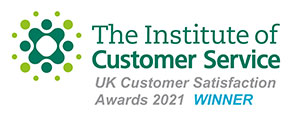 The Institute of
Customer Service
UK Customer Satisfaction
Awards 2021 WINNER